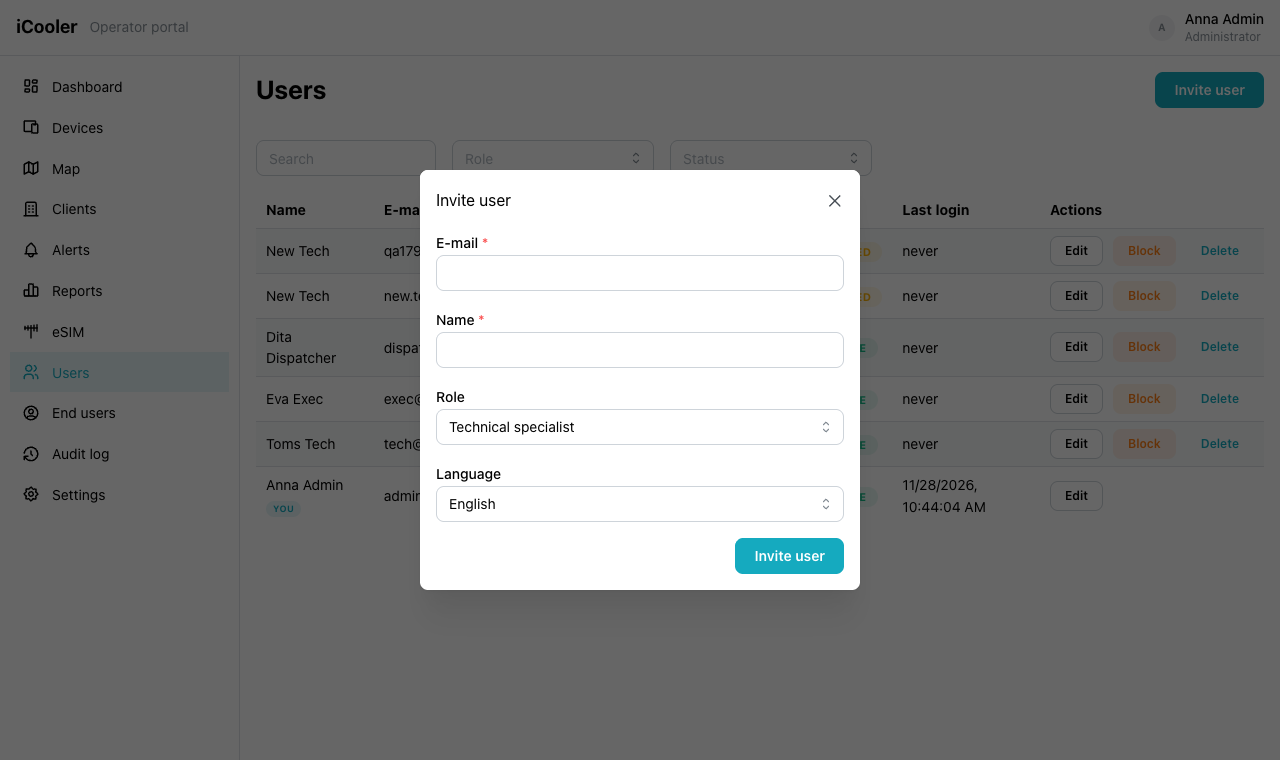 iCooler Operator portal
A Anna Admin
Administrator
Dashboard
Devices
Map
Clients
Alerts
Reports
eSIM
Users
End users
Audit log
Settings
Users
Invite user
Search Role Status
Name Last login Actions
New Tech never Edit Block Delete
New Tech never Edit Block Delete
Dita
Dispatcher never Edit Block Delete
Eva Exec never Edit Block Delete
Toms Tech never Edit Block Delete
Anna Admin 11/28/2026,
YOU 10:44:04 AM Edit
Invite user
E-mail *
Name *
Role
Technical specialist
Language
English
Invite user